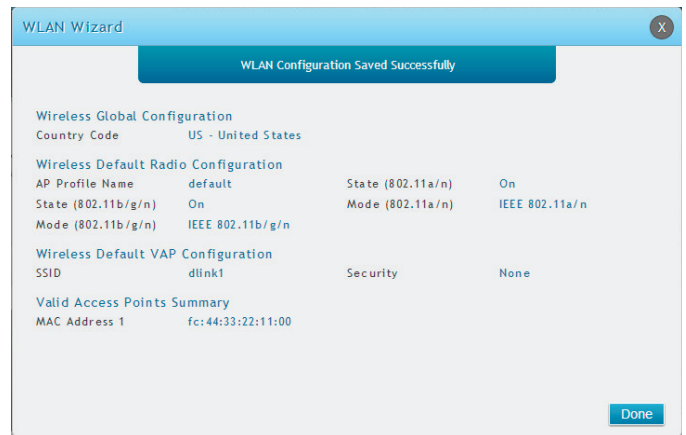 WLAN Wizard
X
WLAN Configuration Saved Successfully
Wireless Global Configuration
Country Code US - United States
Wireless Default Radio Configuration
AP Profile Name default State (802.11a/n) On
State (802.11b/g/n) On Mode (802.11a/n) IEEE 802.11a/n
Mode (802.11b/g/n) IEEE 802.11b/g/n
Wireless Default VAP Configuration
SSID dlink1 Security None
Valid Access Points Summary
MAC Address 1 fc:44:33:22:11:00
Done